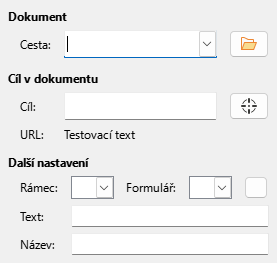 Dokument
Cesta:
Cíl v dokumentu
Cíl:
URL: Testovací text
Další nastavení
Rámec: Formulář:
Text:
Název: